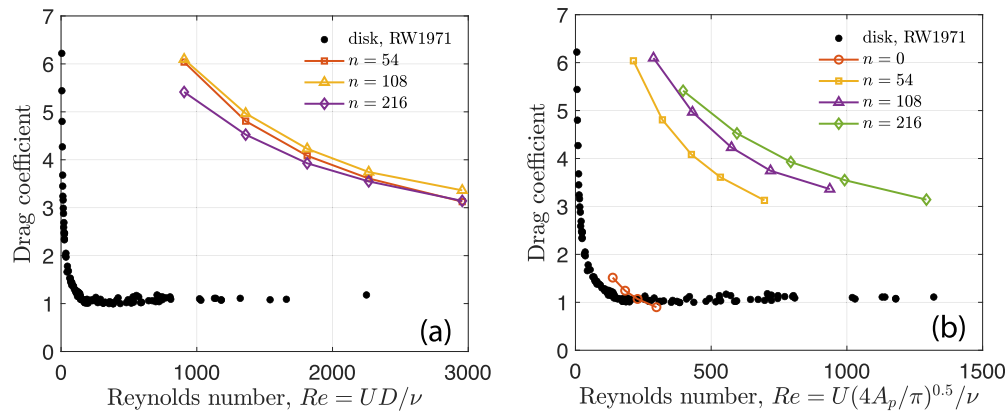 7
6
5
4
3
2
1
0
Drag coefficient
0
1000
2000
3000
Reynolds number, Re = UD/ν
disk, RW1971
n = 54
n = 108
n = 216
(a)
7
6
5
4
3
2
1
0
Drag coefficient
0
500
1000
1500
Reynolds number, Re = U(4A_p/π)^0.5/ν
disk, RW1971
n = 0
n = 54
n = 108
n = 216
(b)